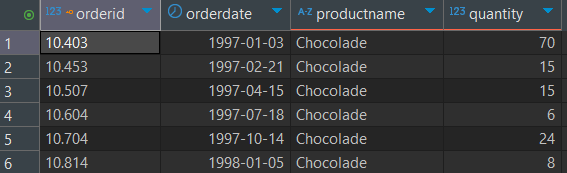 123 orderid orderdate A-Z productname 123 quantity
1 10.403 1997-01-03 Chocolade 70
2 10.453 1997-02-21 Chocolade 15
3 10.507 1997-04-15 Chocolade 15
4 10.604 1997-07-18 Chocolade 6
5 10.704 1997-10-14 Chocolade 24
6 10.814 1998-01-05 Chocolade 8